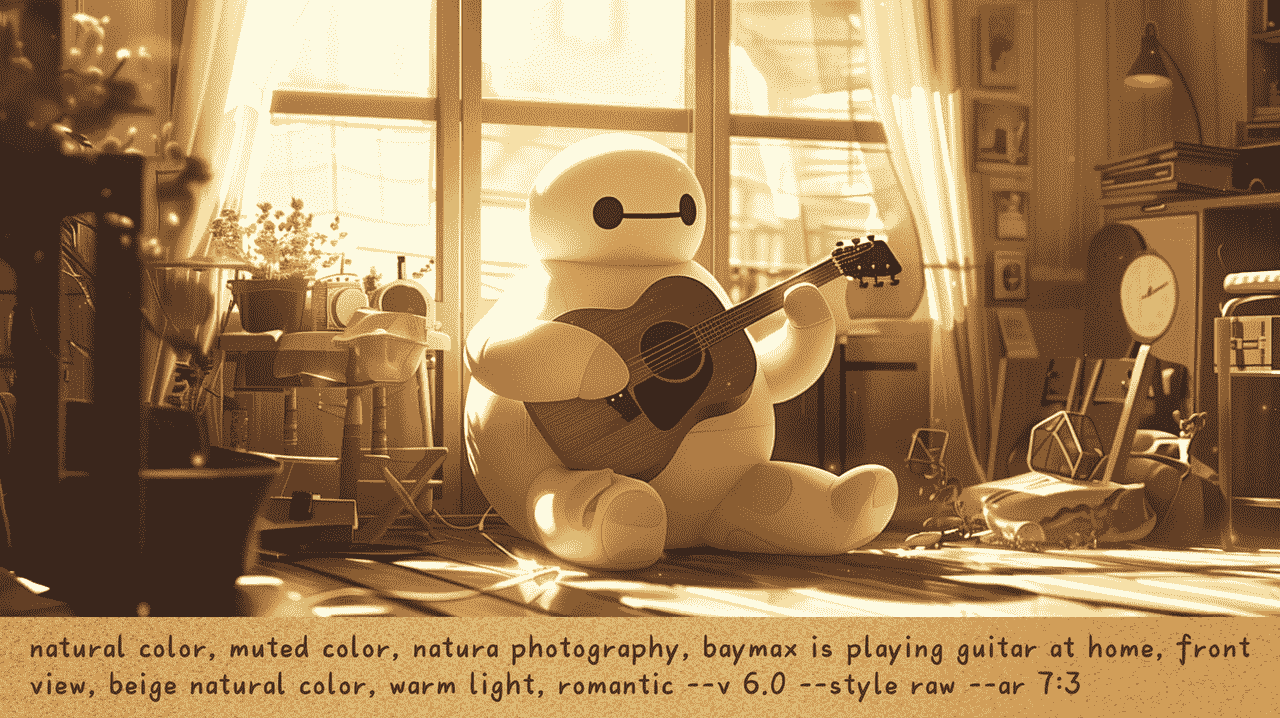 natural color, muted color, natura photography, baymax is playing guitar at home, front
view, beige natural color, warm light, romantic --v 6.0 --style raw --ar 7:3